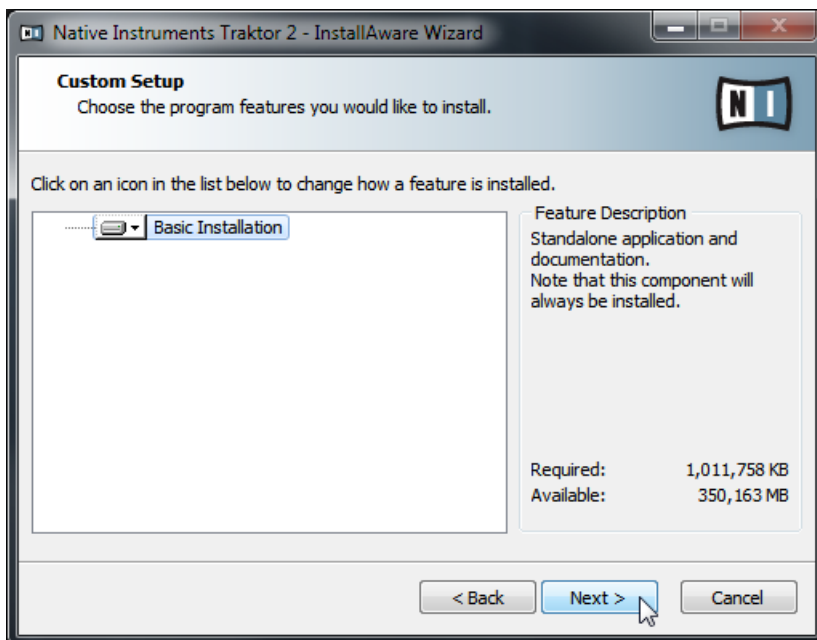 Native Instruments Traktor 2 - InstallAware Wizard
Custom Setup
Choose the program features you would like to install.
N I
Click on an icon in the list below to change how a feature is installed.
Basic Installation
Feature Description
Standalone application and
documentation.
Note that this component will
always be installed.
Required: 1,011,758 KB
Available: 350,163 MB
< Back Next > Cancel